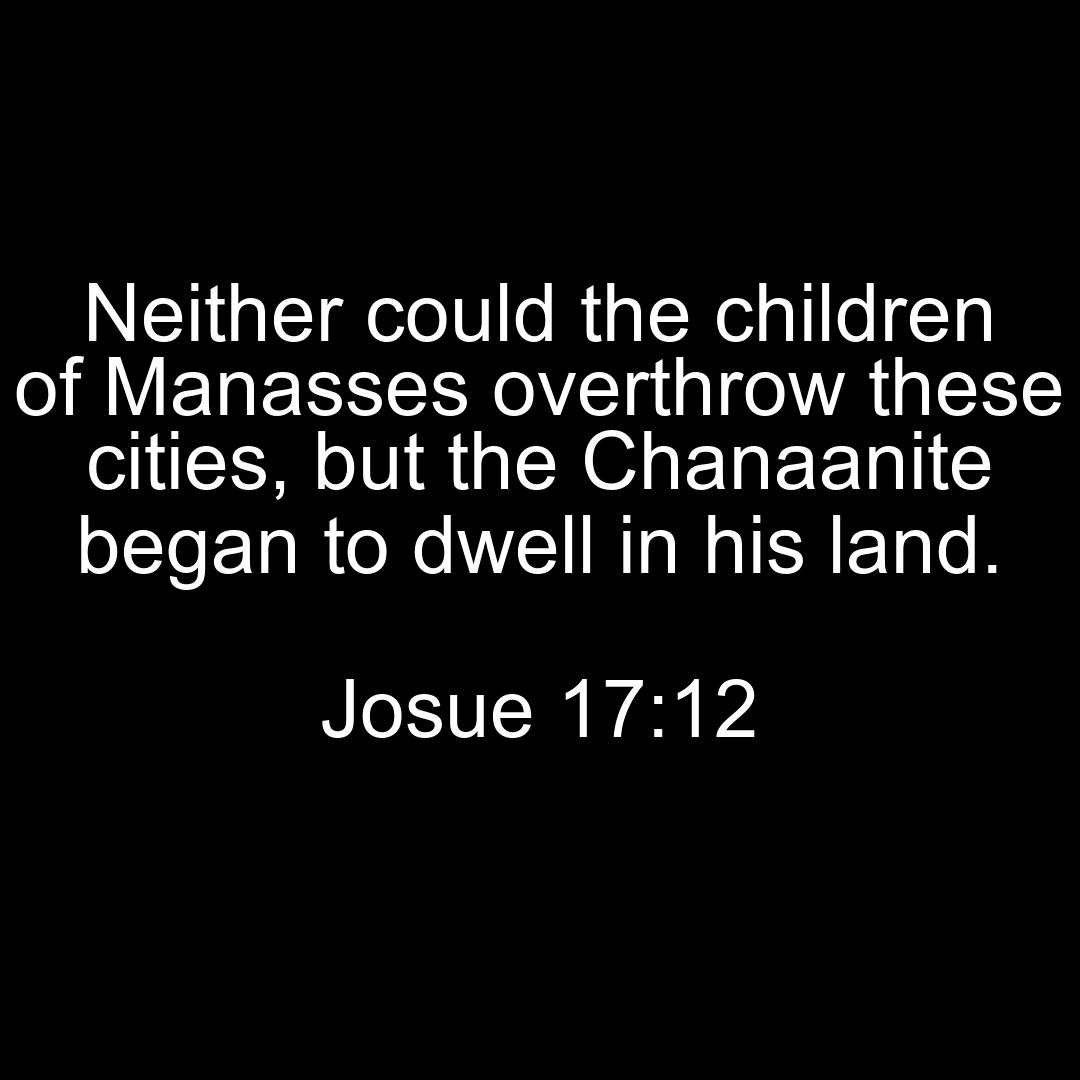 Neither could the children
of Manasses overthrow these
cities, but the Chanaanite
began to dwell in his land.
Josue 17:12